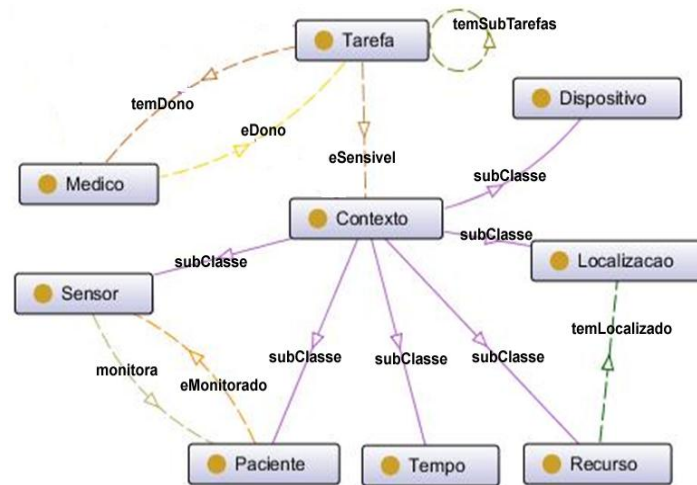 Tarefa
temSubTarefas
Dispositivo
temDono
eDono
eSensivel
Medico
subClasse
Contexto
subClasse
subClasse
Localizacao
Sensor
temLocalizado
monitora
eMonitorado
subClasse
subClasse
subClasse
Paciente
Tempo
Recurso